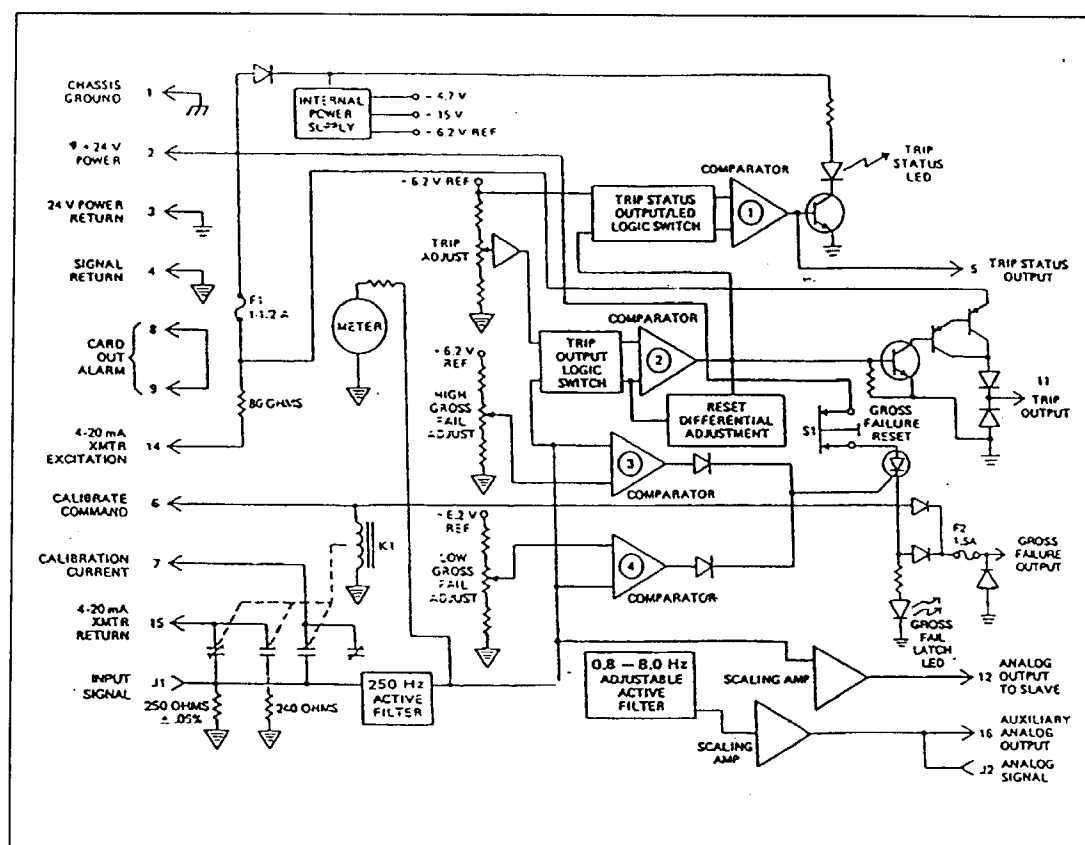 CHASSIS
GROUND 1
+24 V
POWER 2
24 V POWER
RETURN 3
SIGNAL
RETURN 4
CARD
OUT
ALARM
8
9
4-20 mA
XMTR
EXCITATION
14
CALIBRATE
COMMAND
6
CALIBRATION
CURRENT
7
4-20 mA
XMTR
RETURN
15
INPUT
SIGNAL
J1
250 OHMS
± .05%
240 OHMS
250 Hz
ACTIVE
FILTER
F1
1-1/2 A
80 OHMS
METER
K1
INTERNAL
POWER
SUPPLY
- 4.7 V
- 15 V
- 6.2 V REF
- 6.2 V REF
TRIP
ADJUST
- 6.2 V
REF
HIGH
GROSS
FAIL
ADJUST
- 6.2 V
REF
LOW
GROSS
FAIL
ADJUST
TRIP STATUS
OUTPUT/LED
LOGIC SWITCH
COMPARATOR
1
TRIP
STATUS
LED
5 TRIP STATUS
OUTPUT
TRIP
OUTPUT
LOGIC
SWITCH
COMPARATOR
2
RESET
DIFFERENTIAL
ADJUSTMENT
S1
GROSS
FAILURE
RESET
11
TRIP
OUTPUT
3
COMPARATOR
4
COMPARATOR
F2
1.5A
GROSS
FAILURE
OUTPUT
GROSS
FAIL
LATCH
LED
0.8 – 8.0 Hz
ADJUSTABLE
ACTIVE
FILTER
SCALING AMP
SCALING
AMP
12 ANALOG
OUTPUT
TO SLAVE
16 AUXILIARY
ANALOG
OUTPUT
J2 ANALOG
SIGNAL